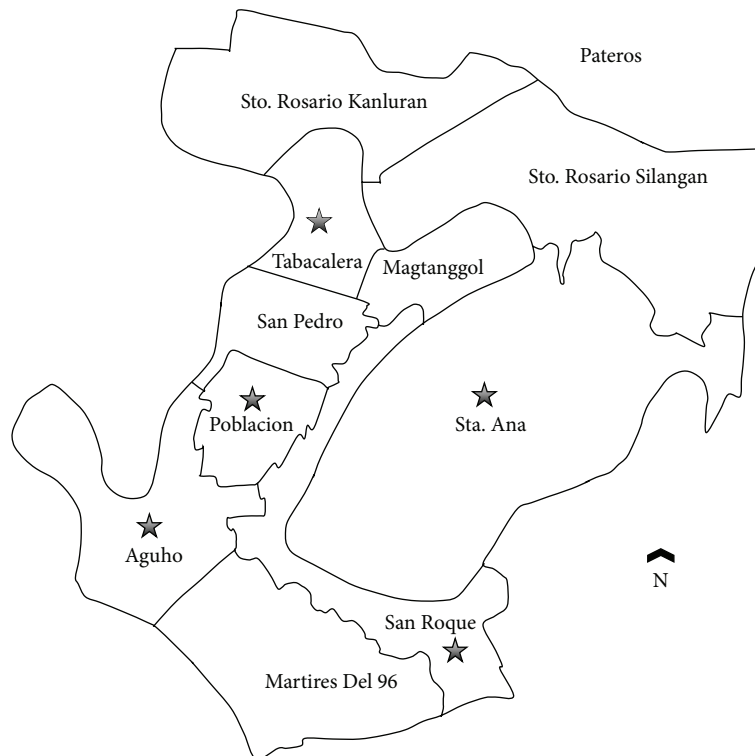 Pateros
Sto. Rosario Kanluran
Sto. Rosario Silangan
Tabacalera
Magtanggol
San Pedro
Poblacion
Sta. Ana
Aguho
N
San Roque
Martires Del 96